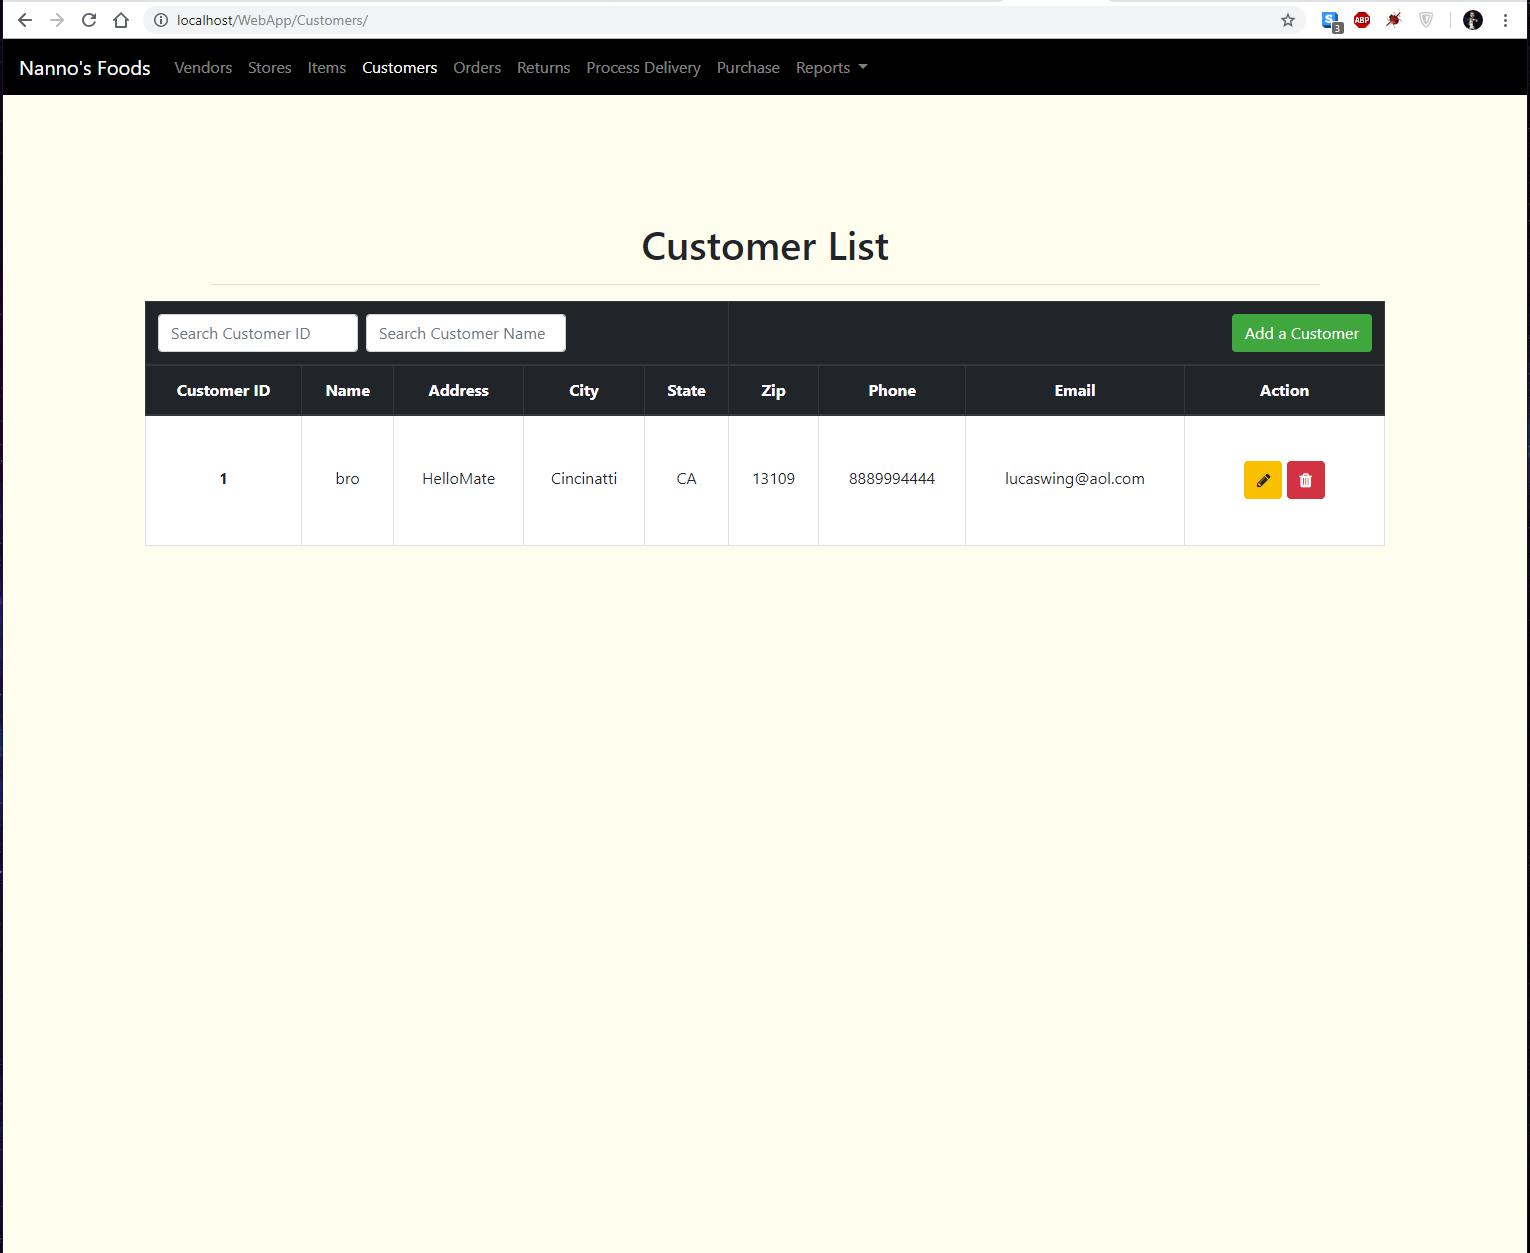 localhost/WebApp/Customers/
3
ABP
Nanno's Foods Vendors Stores Items Customers Orders Returns Process Delivery Purchase Reports
Customer List
Search Customer ID Search Customer Name Add a Customer
Customer ID Name Address City State Zip Phone Email Action
1 bro HelloMate Cincinatti CA 13109 8889994444 lucaswing@aol.com